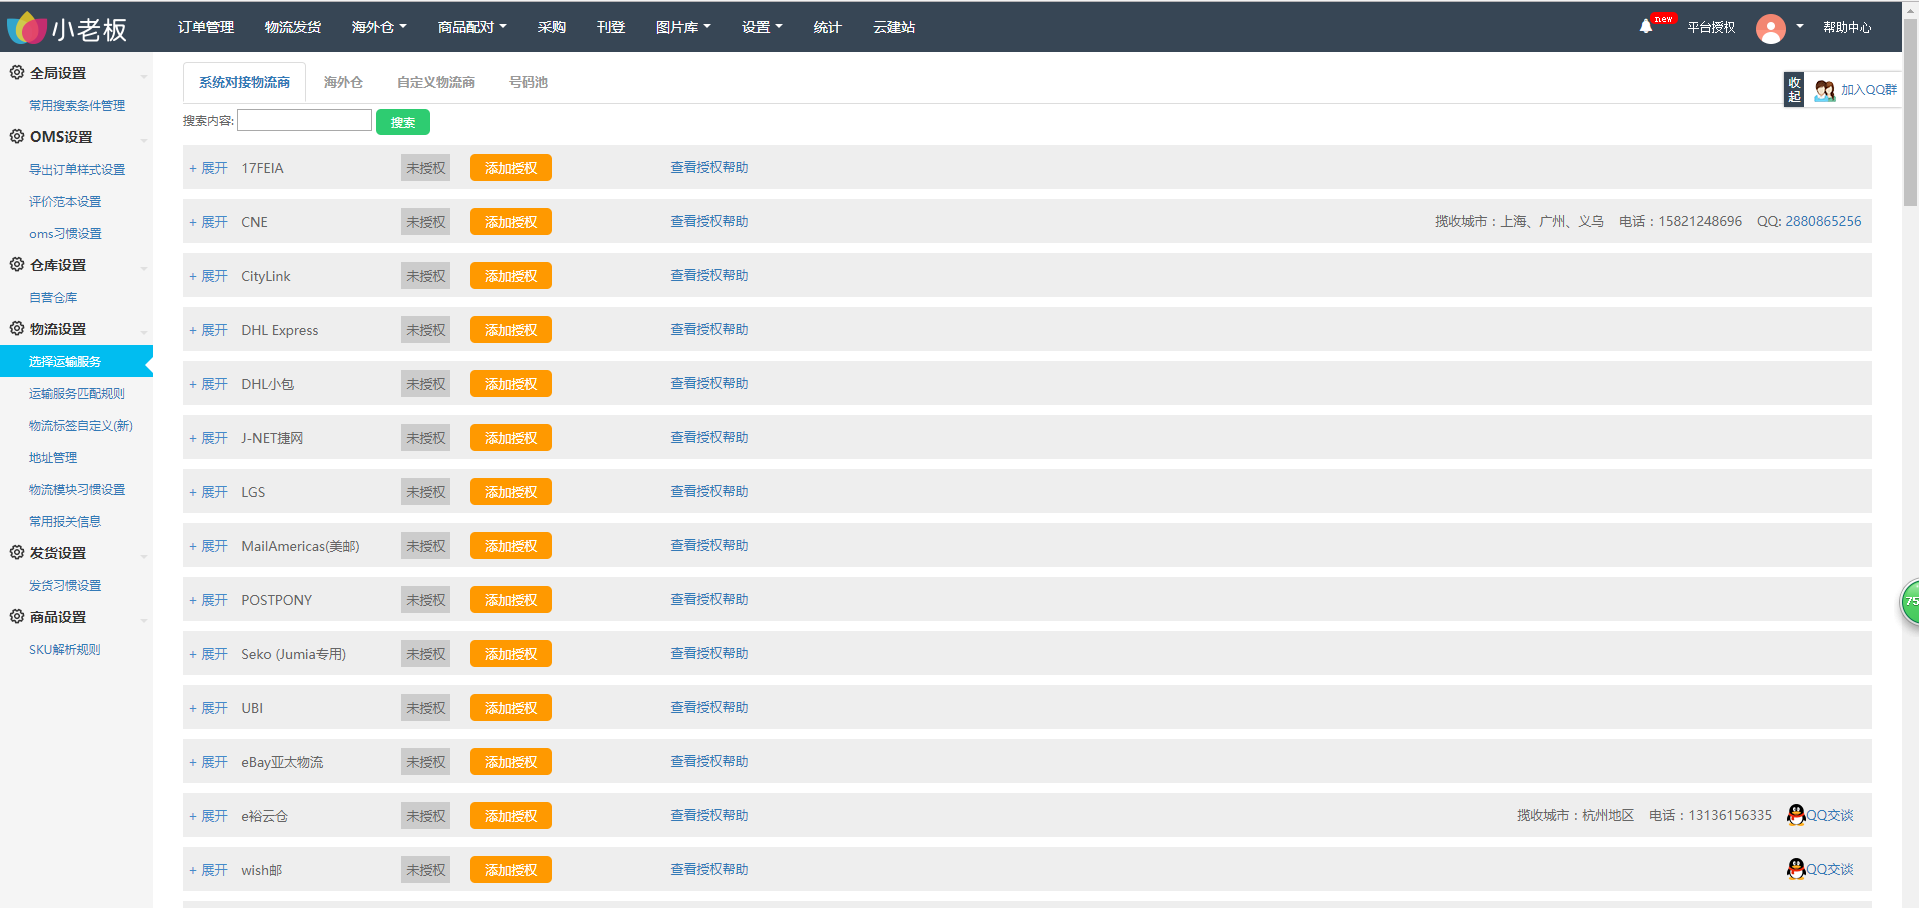 小老板 订单管理 物流发货 海外仓 商品配对 采购 刊登 图片库 设置 统计 云建站 new 平台授权 帮助中心
全局设置
常用搜索条件管理
OMS设置
导出订单样式设置
评价范本设置
oms习惯设置
仓库设置
自营仓库
物流设置
选择运输服务
运输服务匹配规则
物流标签自定义(新)
地址管理
物流模块习惯设置
常用报关信息
发货设置
发货习惯设置
商品设置
SKU解析规则
系统对接物流商 海外仓 自定义物流商 号码池
收起 加入QQ群
搜索内容: 搜索
+ 展开 17FEIA 未授权 添加授权 查看授权帮助
+ 展开 CNE 未授权 添加授权 查看授权帮助 揽收城市：上海、广州、义乌 电话：15821248696 QQ: 2880865256
+ 展开 CityLink 未授权 添加授权 查看授权帮助
+ 展开 DHL Express 未授权 添加授权 查看授权帮助
+ 展开 DHL小包 未授权 添加授权 查看授权帮助
+ 展开 J-NET捷网 未授权 添加授权 查看授权帮助
+ 展开 LGS 未授权 添加授权 查看授权帮助
+ 展开 MailAmericas(美邮) 未授权 添加授权 查看授权帮助
+ 展开 POSTPONY 未授权 添加授权 查看授权帮助
75
+ 展开 Seko (Jumia专用) 未授权 添加授权 查看授权帮助
+ 展开 UBI 未授权 添加授权 查看授权帮助
+ 展开 eBay亚太物流 未授权 添加授权 查看授权帮助
+ 展开 e裕云仓 未授权 添加授权 查看授权帮助 揽收城市：杭州地区 电话：13136156335 QQ交谈
+ 展开 wish邮 未授权 添加授权 查看授权帮助 QQ交谈